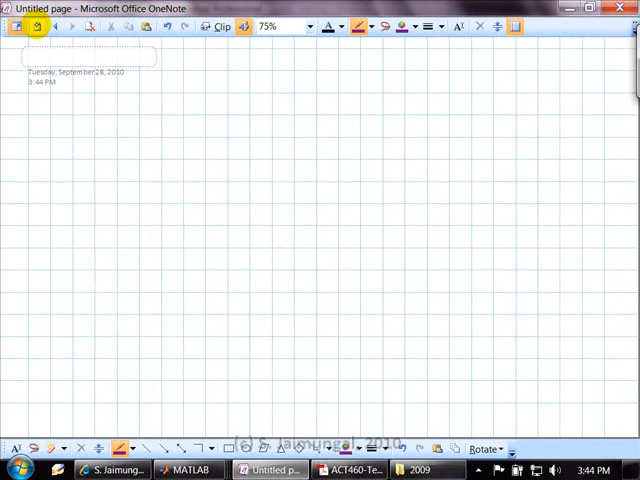 Untitled page - Microsoft Office OneNote
Clip 75%
Tuesday, September 28, 2010
3:44 PM
(c) S. Jaimungal, 2010
Rotate
S. Jaimung... MATLAB Untitled p... ACT460-Te... 2009 3:44 PM